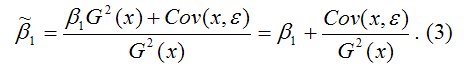 β̃₁ = (β₁G²(x) + Cov(x, ε)) / G²(x) = β₁ + Cov(x, ε) / G²(x) . (3)